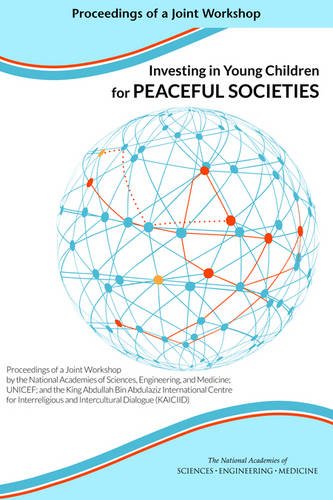 Proceedings of a Joint Workshop
Investing in Young Children
for PEACEFUL SOCIETIES
Proceedings of a Joint Workshop
by the National Academies of Sciences, Engineering, and Medicine;
UNICEF; and the King Abdullah Bin Abdulaziz International Centre
for Interreligious and Intercultural Dialogue (KAICIID)
The National Academies of
SCIENCES • ENGINEERING • MEDICINE